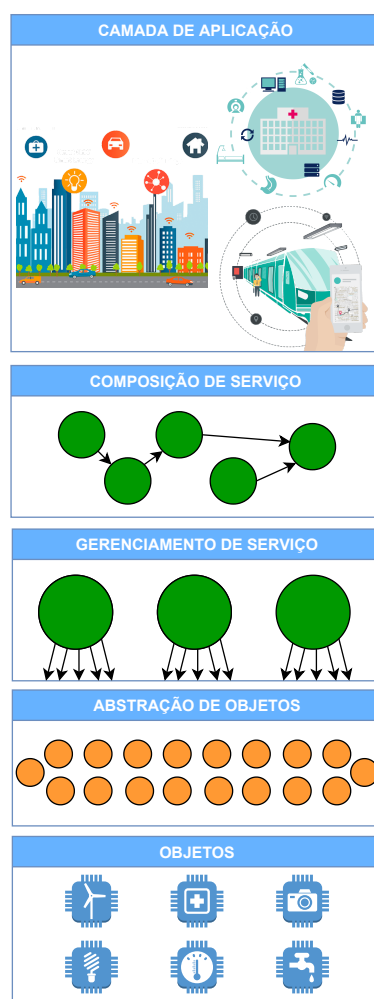 CAMADA DE APLICAÇÃO
COMPOSIÇÃO DE SERVIÇO
GERENCIAMENTO DE SERVIÇO
ABSTRAÇÃO DE OBJETOS
OBJETOS